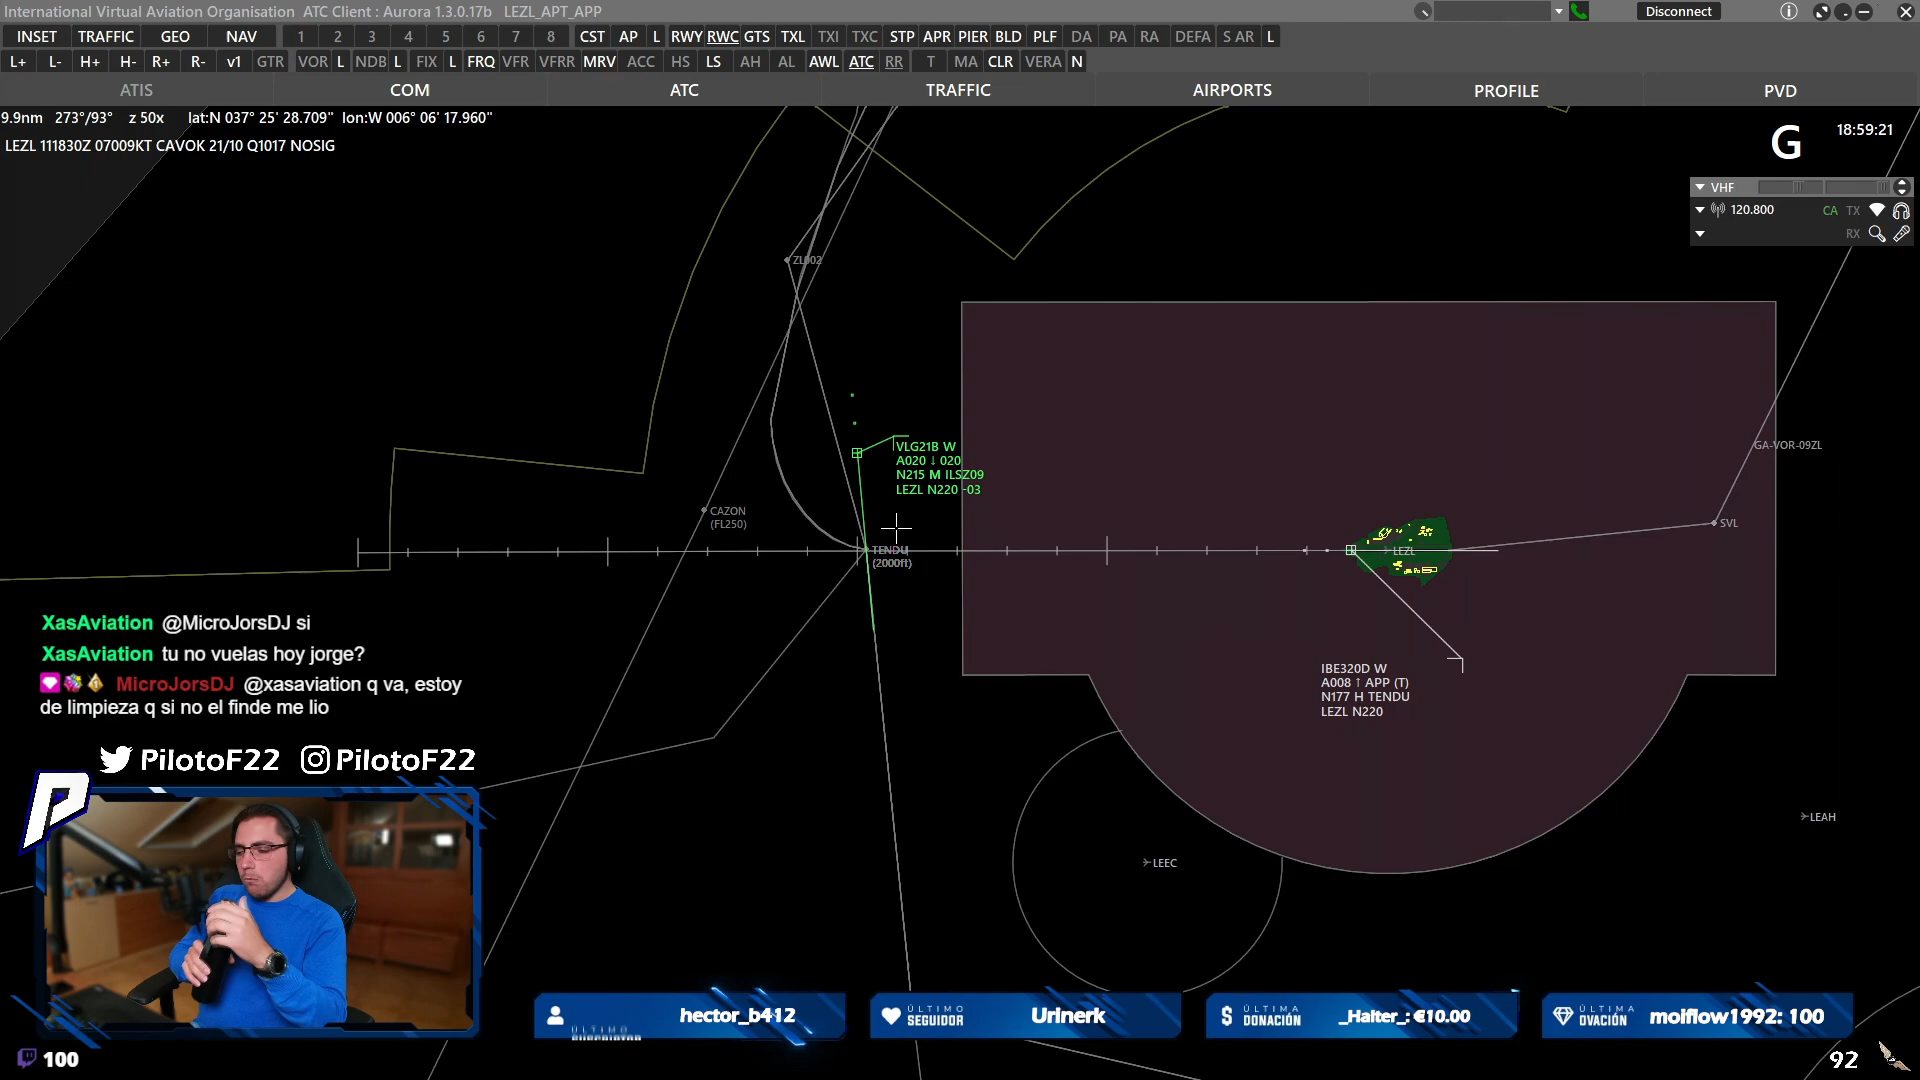 International Virtual Aviation Organisation   ATC Client : Aurora 1.3.0.17b   LEZL_APT_APP
Disconnect
INSET TRAFFIC GEO NAV 1 2 3 4 5 6 7 8 CST AP L RWY RWC GTS TXL TXI TXC STP APR PIER BLD PLF DA PA RA DEFA S AR L
L+ L- H+ H- R+ R- v1 GTR VOR L NDB L FIX L FRQ VFR VFRR MRV ACC HS LS AH AL AWL ATC RR T MA CLR VERA N
ATIS COM ATC TRAFFIC AIRPORTS PROFILE PVD
9.9nm 273°/93° z 50x lat:N 037° 25' 28.709" lon:W 006° 06' 17.960"
LEZL 111830Z 07009KT CAVOK 21/10 Q1017 NOSIG
G
18:59:21
VHF
120.800 CA TX
RX
ZL002
VLG21B W
A020 ↓ 020
N215 M ILSZ09
LEZL N220 -03
GA-VOR-09ZL
CAZON
(FL250)
SVL
TENDU
(2000ft)
LEZL
IBE320D W
A008 ↑ APP (T)
N177 H TENDU
LEZL N220
LEAH
LEEC
XasAviation @MicroJorsDJ si
XasAviation tu no vuelas hoy jorge?
MicroJorsDJ @xasaviation q va, estoy
de limpieza q si no el finde me lio
PilotoF22 PilotoF22
P
ÚLTIMO
hector_b412
ÚLTIMO
SEGUIDOR
Urinerk
ÚLTIMA
DONACIÓN
_Halter_: €10.00
ÚLTIMA
OVACIÓN
moiflow1992: 100
100
92